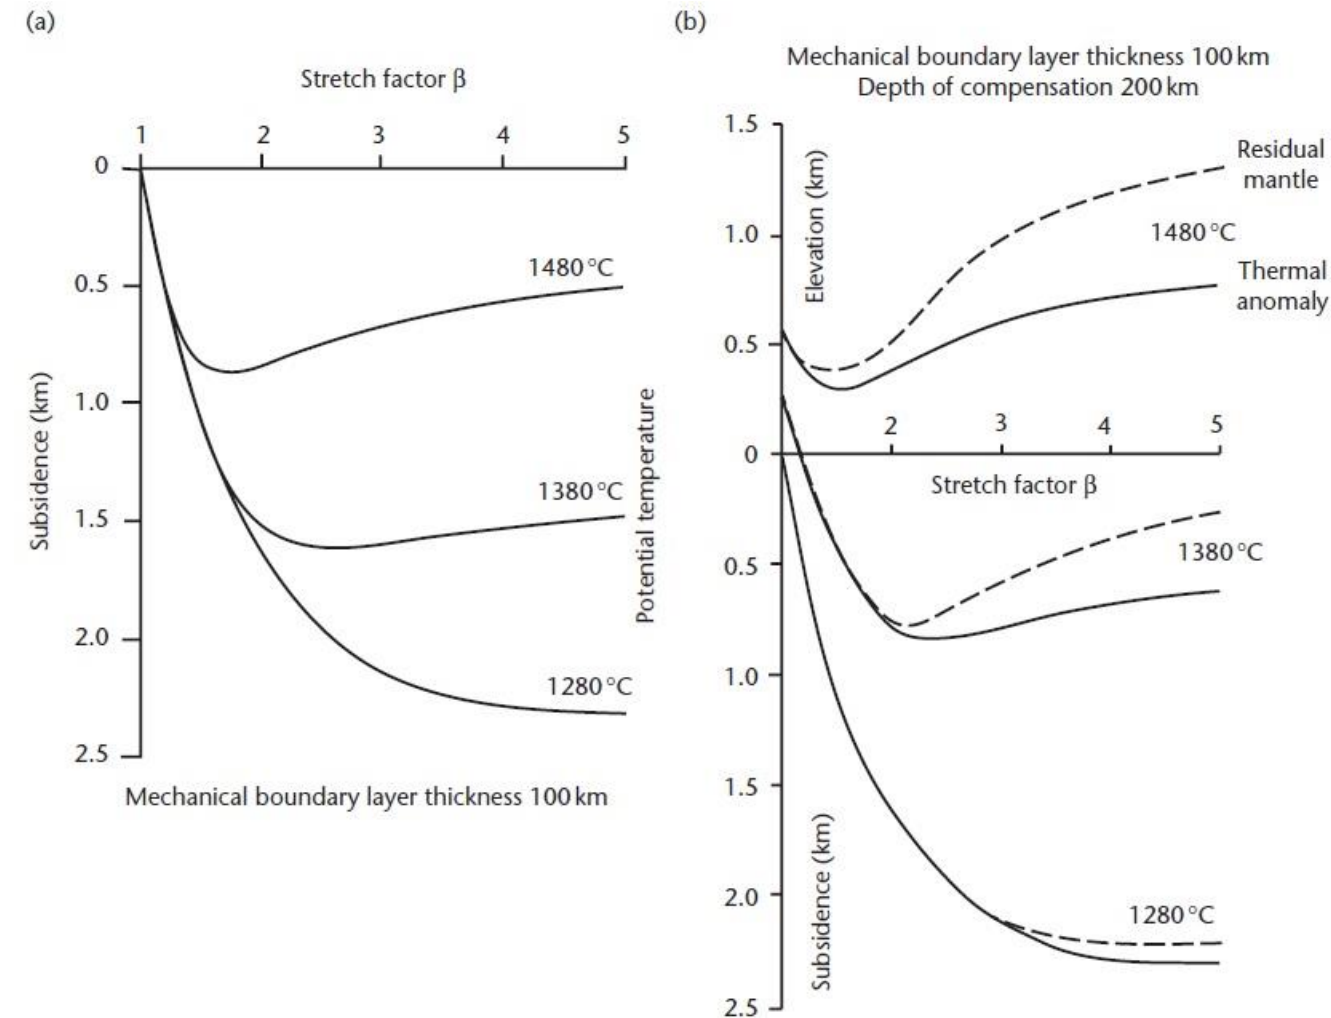 (a)
Stretch factor β
1 2 3 4 5
0
0.5
1.0
1.5
2.0
2.5
Subsidence (km)
1480 °C
1380 °C
1280 °C
Potential temperature
Mechanical boundary layer thickness 100 km
(b)
Mechanical boundary layer thickness 100 km
Depth of compensation 200 km
1.5
1.0
0.5
0
0.5
1.0
1.5
2.0
2.5
Elevation (km)
Residual
mantle
1480 °C
Thermal
anomaly
2 3 4 5
Stretch factor β
1380 °C
Subsidence (km)
1280 °C